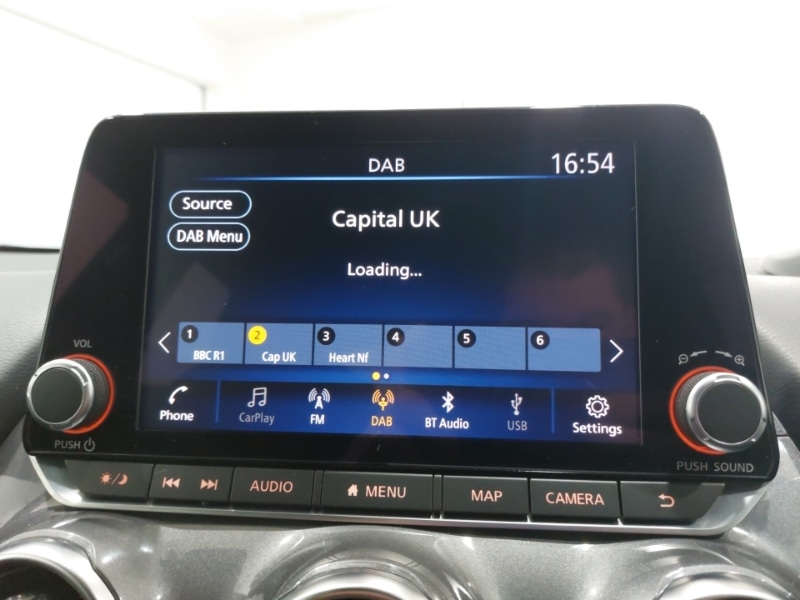 DAB 16:54
Source
Capital UK
DAB Menu
Loading...
1 2 3 4 5 6
BBC R1 Cap UK Heart Nf
VOL
Phone CarPlay FM DAB BT Audio USB Settings
PUSH
PUSH SOUND
AUDIO MENU MAP CAMERA